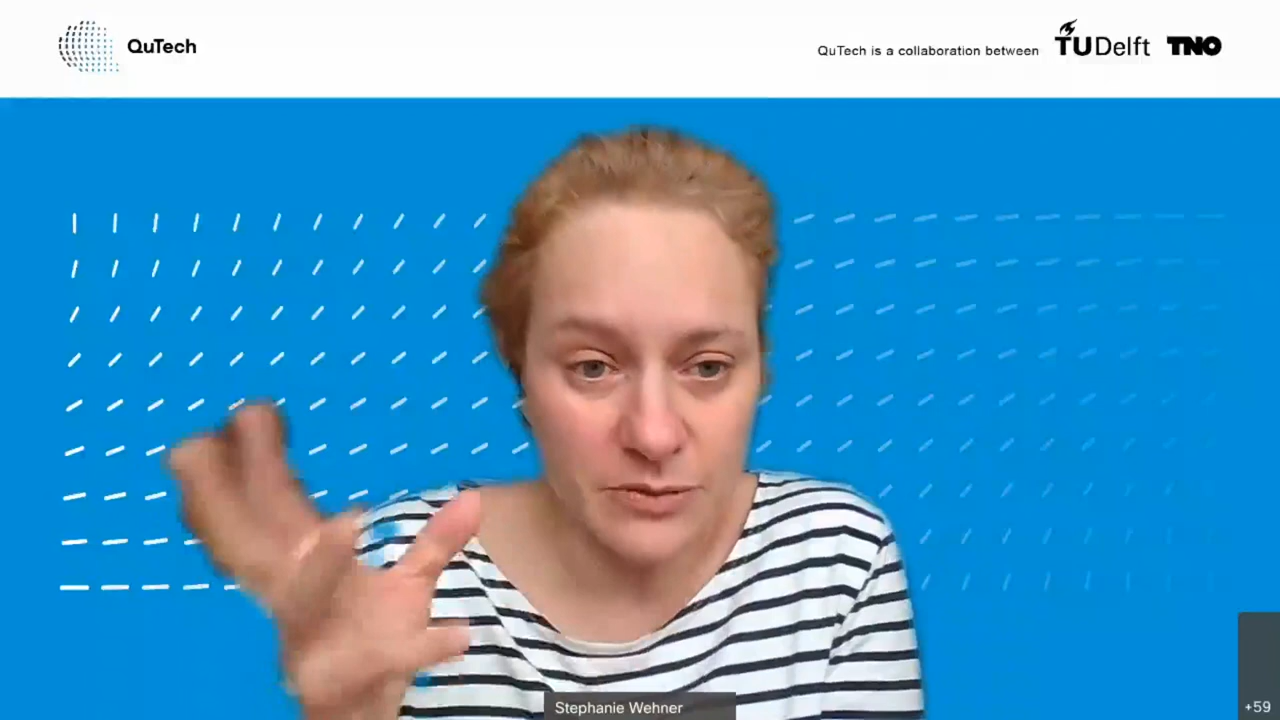 QuTech
QuTech is a collaboration between
TUDelft
TNO
Stephanie Wehner
+59